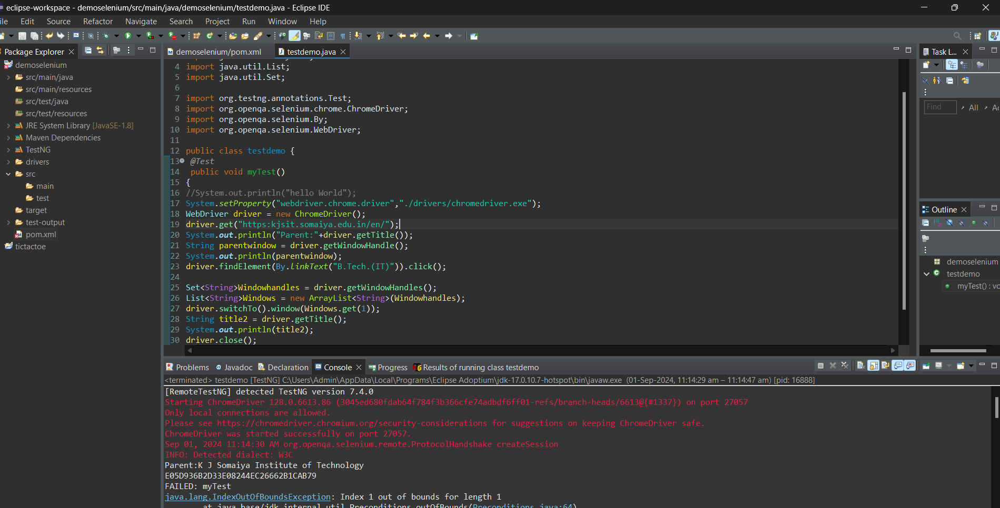 eclipse-workspace - demoselenium/src/main/java/demoselenium/testdemo.java - Eclipse IDE
ile Edit Source Refactor Navigate Search Project Run Window Help
Package Explorer
demoselenium
src/main/java
src/main/resources
src/test/java
src/test/resources
JRE System Library [JavaSE-1.8]
Maven Dependencies
TestNG
drivers
src
main
test
target
test-output
pom.xml
tictactoe
demoselenium/pom.xml testdemo.java
4 import java.util.List;
5 import java.util.Set;
6
7 import org.testng.annotations.Test;
8 import org.openqa.selenium.chrome.ChromeDriver;
9 import org.openqa.selenium.By;
10 import org.openqa.selenium.WebDriver;
11
12 public class testdemo {
13 @Test
14 public void myTest()
15 {
16 //System.out.println("hello World");
17 System.setProperty("webdriver.chrome.driver","./drivers/chromedriver.exe");
18 WebDriver driver = new ChromeDriver();
19 driver.get("https:kjsit.somaiya.edu.in/en/");
20 System.out.println("Parent:"+driver.getTitle());
21 String parentwindow = driver.getWindowHandle();
22 System.out.println(parentwindow);
23 driver.findElement(By.linkText("B.Tech.(IT)")).click();
24
25 Set<String>Windowhandles = driver.getWindowHandles();
26 List<String>Windows = new ArrayList<String>(Windowhandles);
27 driver.switchTo().window(Windows.get(1));
28 String title2 = driver.getTitle();
29 System.out.println(title2);
30 driver.close();
Task L...
Find All Ac
Outline
demoselenium
testdemo
myTest() : vo
Problems Javadoc Declaration Console Progress Results of running class testdemo
<terminated> testdemo [TestNG] C:\Users\Admin\AppData\Local\Programs\Eclipse Adoptium\jdk-17.0.10.7-hotspot\bin\javaw.exe (01-Sep-2024, 11:14:29 am – 11:14:47 am) [pid: 16888]
[RemoteTestNG] detected TestNG version 7.4.0
Starting ChromeDriver 128.0.6613.86 (3045ed680fdab64f784f3b366cfe74adbdf6ff01-refs/branch-heads/6613@{#1337}) on port 27057
Only local connections are allowed.
Please see https://chromedriver.chromium.org/security-considerations for suggestions on keeping ChromeDriver safe.
ChromeDriver was started successfully on port 27057.
Sep 01, 2024 11:14:30 AM org.openqa.selenium.remote.ProtocolHandshake createSession
INFO: Detected dialect: W3C
Parent:K J Somaiya Institute of Technology
E05D936B2D33E08244EC26662B1CAB79
FAILED: myTest
java.lang.IndexOutOfBoundsException: Index 1 out of bounds for length 1
at java.base/jdk.internal.util.Preconditions.outOfBounds(Preconditions.java:64)